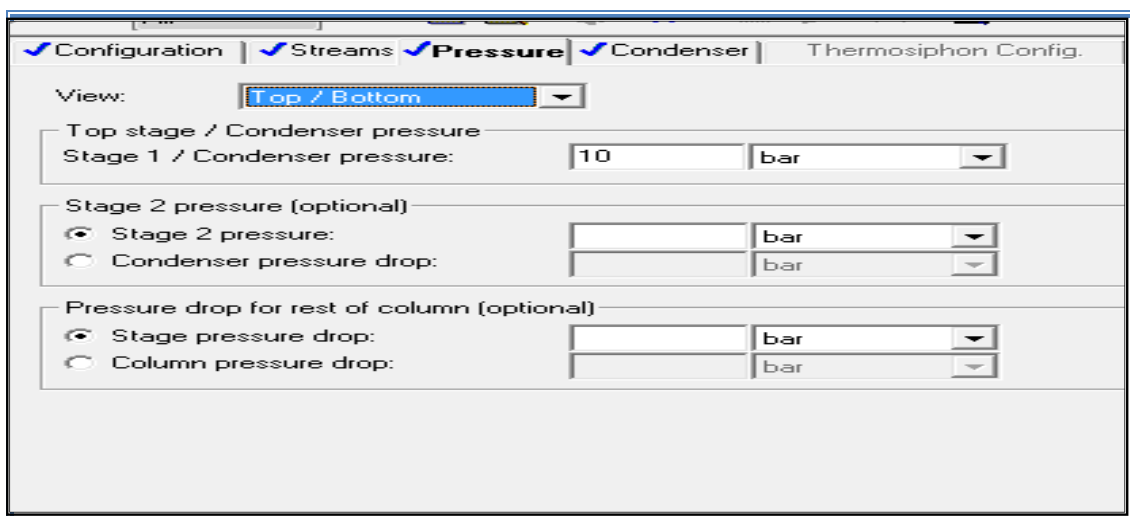 Configuration Streams Pressure Condenser Thermosiphon Config.
View: Top / Bottom
Top stage / Condenser pressure
Stage 1 / Condenser pressure: 10 bar
Stage 2 pressure (optional)
Stage 2 pressure: bar
Condenser pressure drop: bar
Pressure drop for rest of column (optional)
Stage pressure drop: bar
Column pressure drop: bar